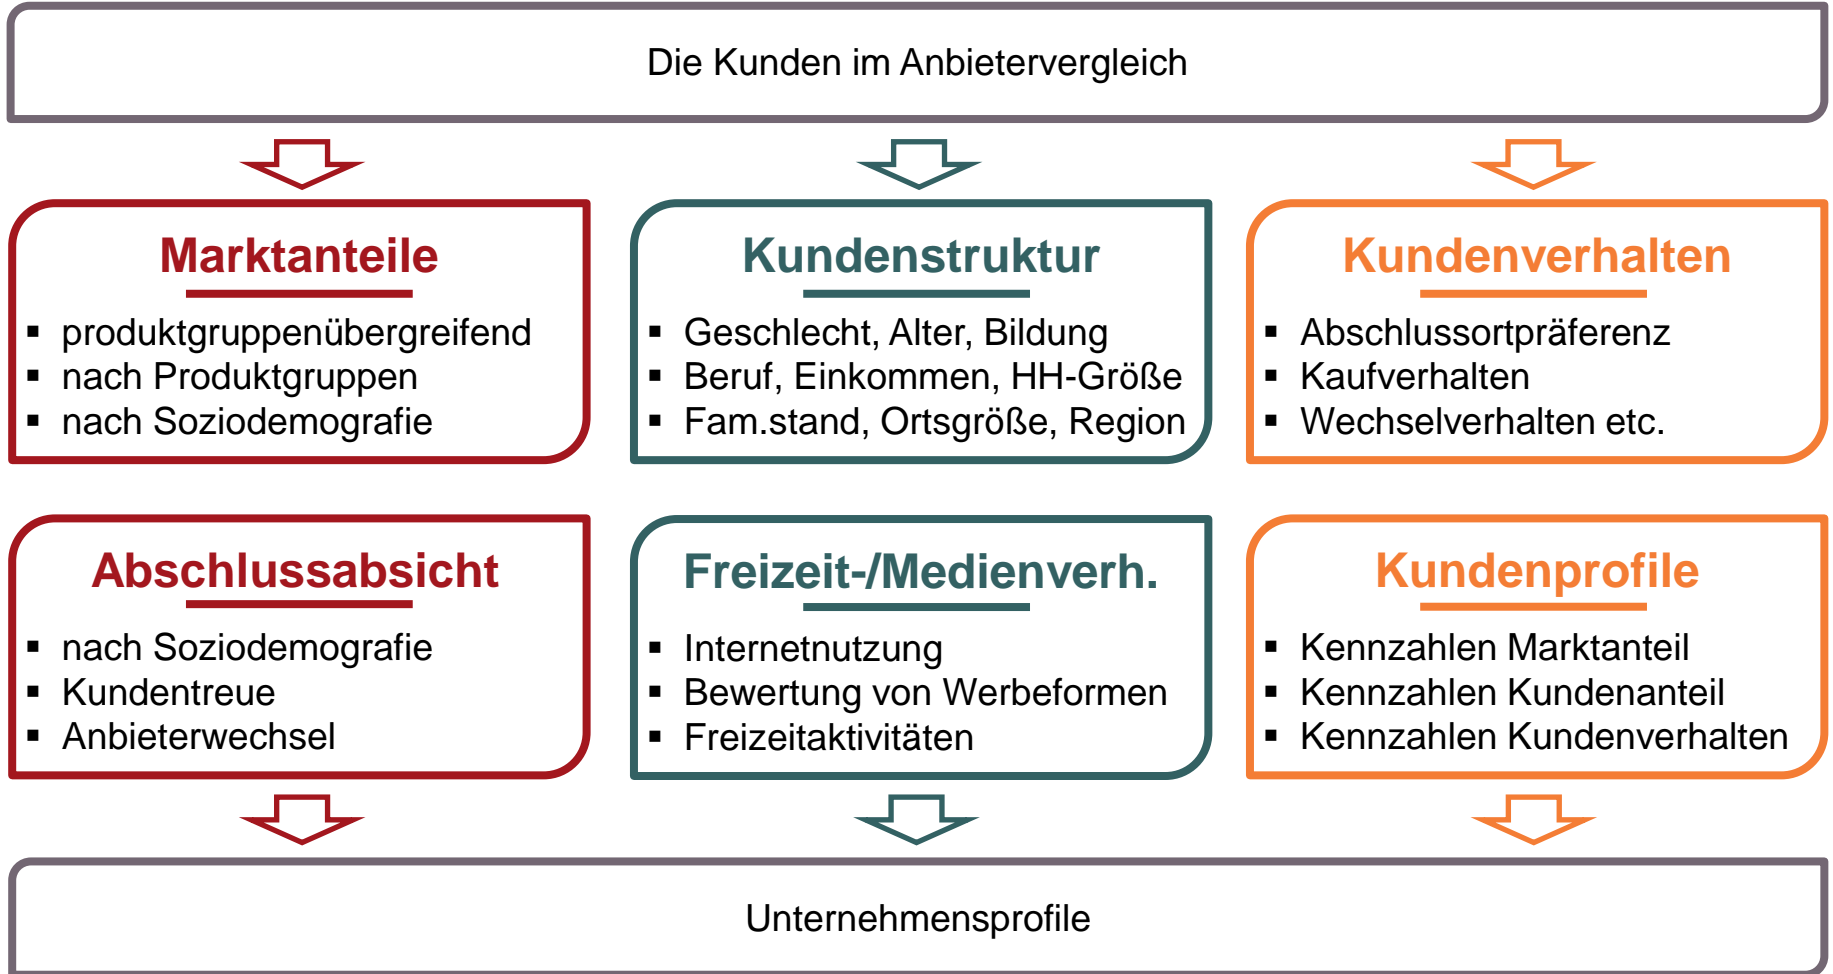 Die Kunden im Anbietervergleich
Marktanteile
▪ produktgruppenübergreifend
▪ nach Produktgruppen
▪ nach Soziodemografie
Kundenstruktur
▪ Geschlecht, Alter, Bildung
▪ Beruf, Einkommen, HH-Größe
▪ Fam.stand, Ortsgröße, Region
Kundenverhalten
▪ Abschlussortpräferenz
▪ Kaufverhalten
▪ Wechselverhalten etc.
Abschlussabsicht
▪ nach Soziodemografie
▪ Kundentreue
▪ Anbieterwechsel
Freizeit-/Medienverh.
▪ Internetnutzung
▪ Bewertung von Werbeformen
▪ Freizeitaktivitäten
Kundenprofile
▪ Kennzahlen Marktanteil
▪ Kennzahlen Kundenanteil
▪ Kennzahlen Kundenverhalten
Unternehmensprofile